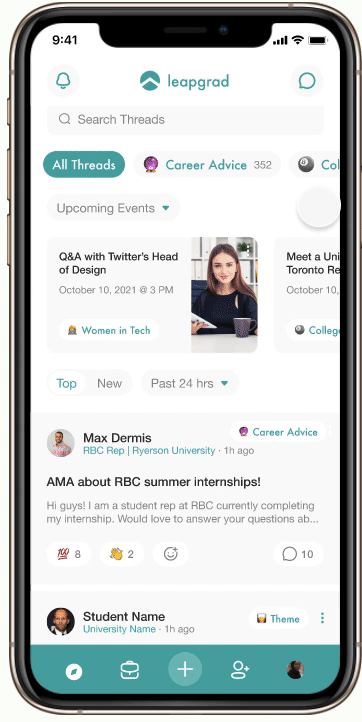 9:41
leapgrad
Search Threads
All Threads
Career Advice 352
Col
Upcoming Events
Q&A with Twitter's Head
of Design
October 10, 2021 @ 3 PM
Women in Tech
Meet a Uni
Toronto Re
October 10,
College
Top
New
Past 24 hrs
Career Advice
Max Dermis
RBC Rep | Ryerson University · 1h ago
AMA about RBC summer internships!
Hi guys! I am a student rep at RBC currently completing
my internship. Would love to answer your questions ab...
💯 8
👏 2
10
Student Name
University Name · 1h ago
Theme